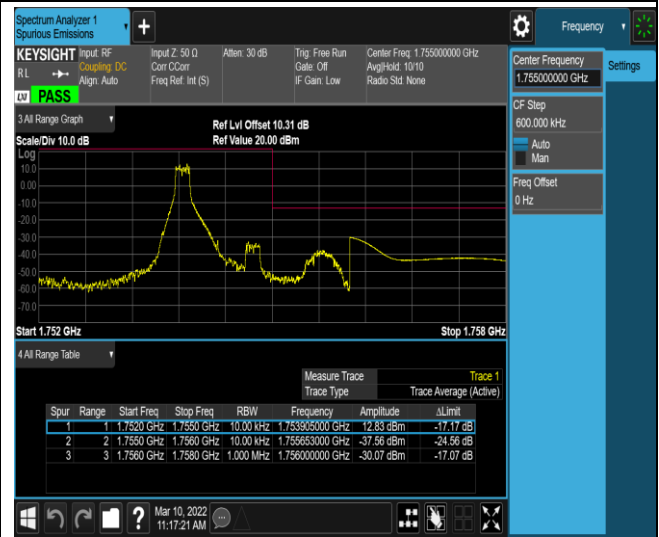 Spectrum Analyzer 1
Spurious Emissions
Frequency
KEYSIGHT
RL
Input: RF
Coupling: DC
Align: Auto
Input Z: 50 Ω
Corr CCorr
Freq Ref: Int (S)
Atten: 30 dB
Trig: Free Run
Gate: Off
IF Gain: Low
Center Freq: 1.755000000 GHz
Avg|Hold: 10/10
Radio Std: None
LXI
PASS
Center Frequency
1.755000000 GHz
Settings
CF Step
600.000 kHz
Auto
Man
Freq Offset
0 Hz
3 All Range Graph
Scale/Div 10.0 dB
Ref Lvl Offset 10.31 dB
Ref Value 20.00 dBm
Log
10.0
0.00
-10.0
-20.0
-30.0
-40.0
-50.0
-60.0
-70.0
Start 1.752 GHz
Stop 1.758 GHz
4 All Range Table
Measure Trace Trace 1
Trace Type Trace Average (Active)
Spur Range Start Freq Stop Freq RBW Frequency Amplitude ΔLimit
1 1 1.7520 GHz 1.7550 GHz 10.00 kHz 1.753905000 GHz 12.83 dBm -17.17 dB
2 2 1.7550 GHz 1.7560 GHz 10.00 kHz 1.755653000 GHz -37.56 dBm -24.56 dB
3 3 1.7560 GHz 1.7580 GHz 1.000 MHz 1.756000000 GHz -30.07 dBm -17.07 dB
Mar 10, 2022
11:17:21 AM